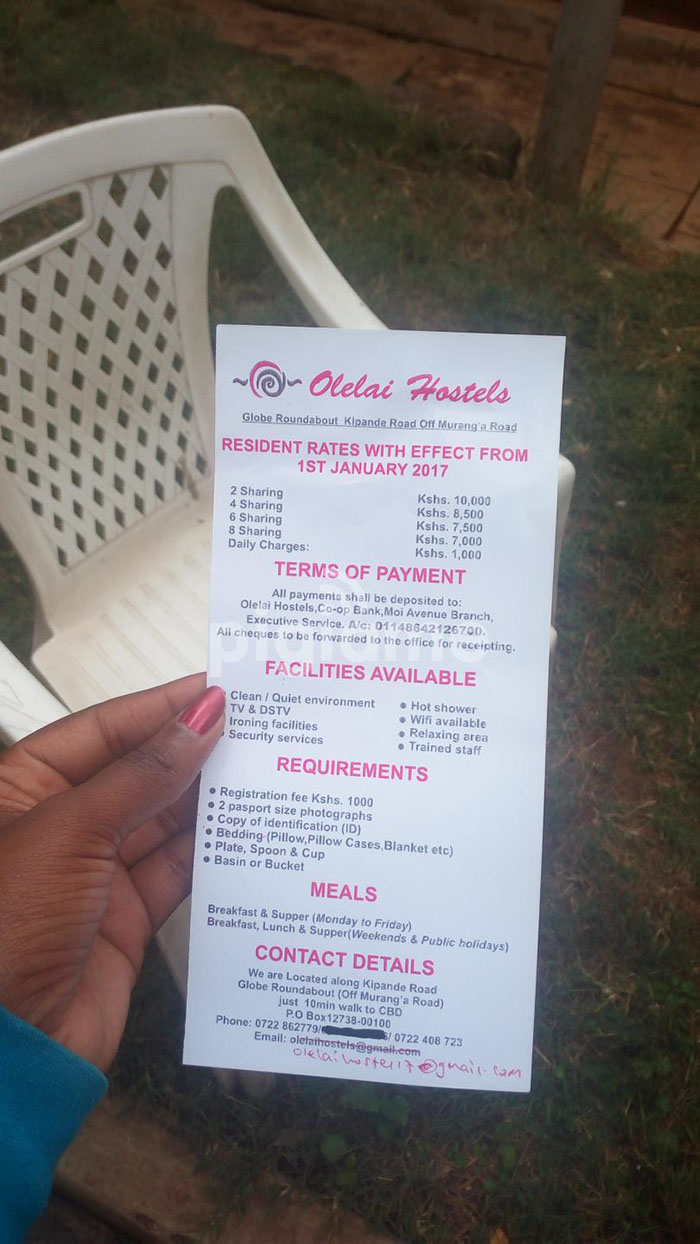 Olelai Hostels
Globe Roundabout Kipande Road Off Murang'a Road
RESIDENT RATES WITH EFFECT FROM
1ST JANUARY 2017
2 Sharing Kshs. 10,000
4 Sharing Kshs. 8,500
6 Sharing Kshs. 7,500
8 Sharing Kshs. 7,000
Daily Charges: Kshs. 1,000
TERMS OF PAYMENT
All payments shall be deposited to:
Olelai Hostels,Co-op Bank,Moi Avenue Branch,
Executive Service. A/c: 01148642126700.
All cheques to be forwarded to the office for receipting.
FACILITIES AVAILABLE
Clean / Quiet environment • Hot shower
TV & DSTV • Wifi available
Ironing facilities • Relaxing area
Security services • Trained staff
REQUIREMENTS
• Registration fee Kshs. 1000
• 2 pasport size photographs
• Copy of identification (ID)
• Bedding (Pillow,Pillow Cases,Blanket etc)
• Plate, Spoon & Cup
• Basin or Bucket
MEALS
Breakfast & Supper (Monday to Friday)
Breakfast, Lunch & Supper(Weekends & Public holidays)
CONTACT DETAILS
We are Located along Kipande Road
Globe Roundabout (Off Murang'a Road)
just 10min walk to CBD
P.O Box12738-00100
Phone: 0722 862779/ / 0722 408 723
Email: olelaihostels@gmail.com
olelaihostel17@gmail.com